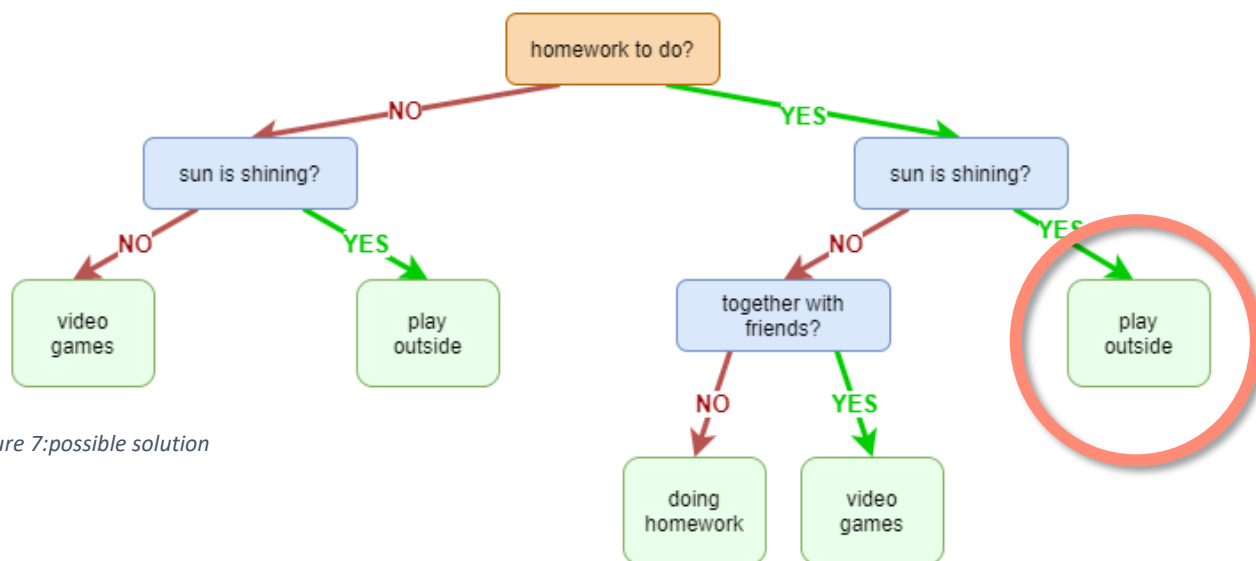 homework to do?
NO
YES
sun is shining?
sun is shining?
NO
YES
NO
YES
video
games
play
outside
together with
friends?
play
outside
NO
YES
ure 7:possible solution
doing
homework
video
games